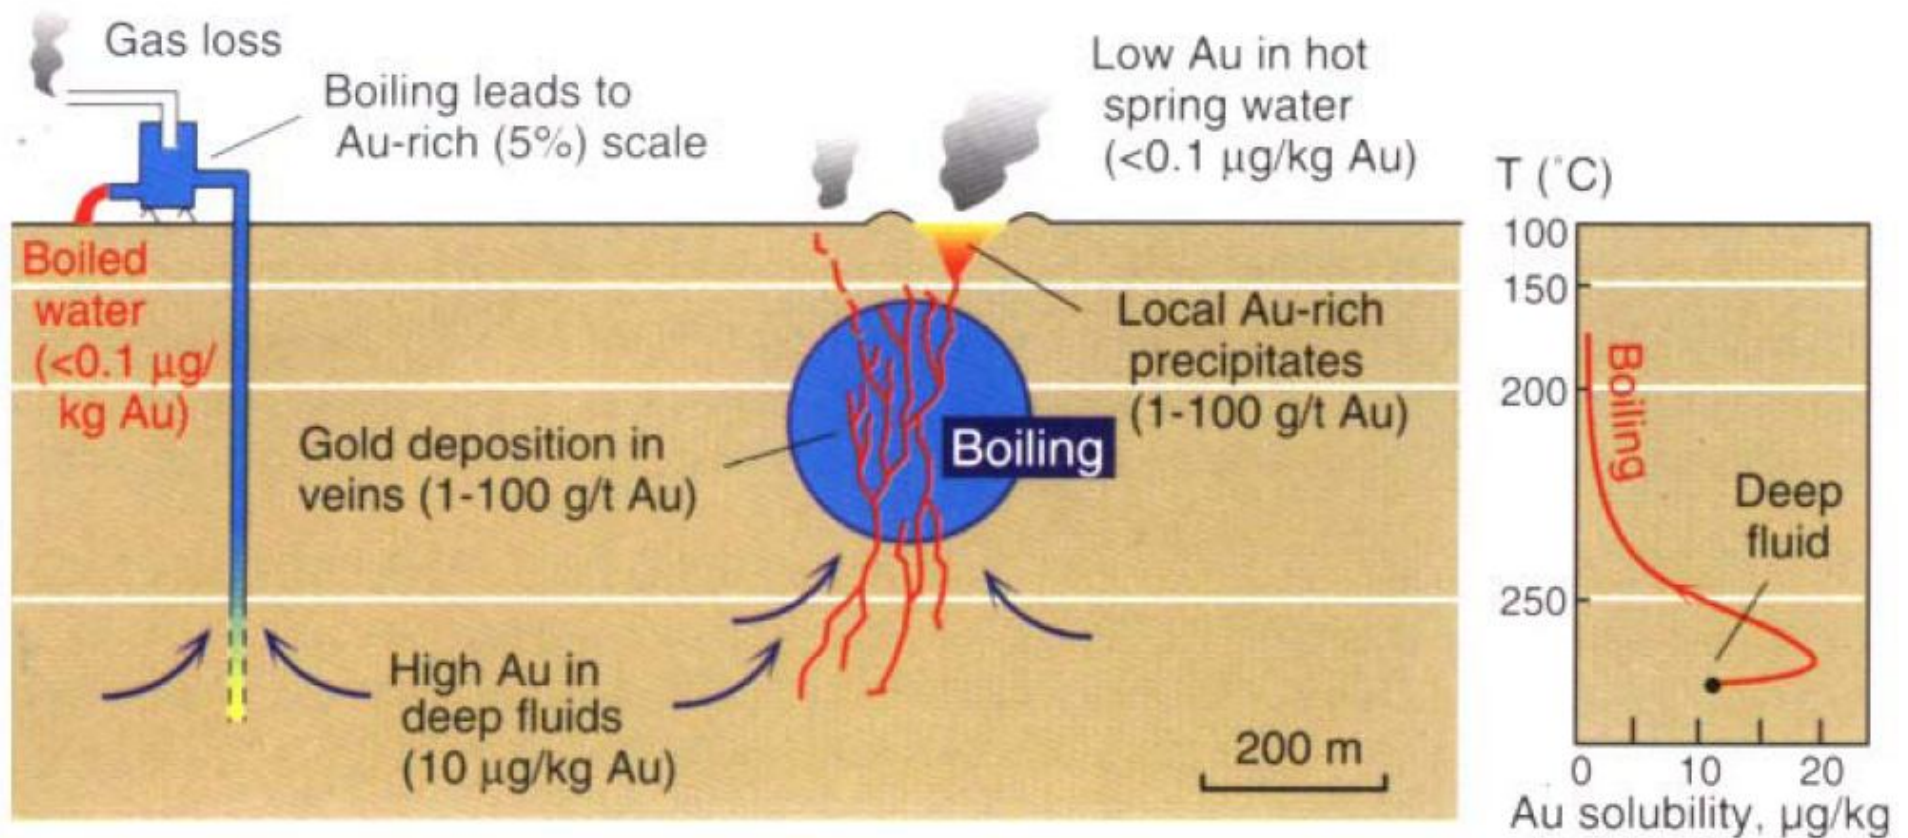 Gas loss
Boiling leads to
Au-rich (5%) scale
Low Au in hot
spring water
(<0.1 μg/kg Au)
Boiled
water
(<0.1 μg/
kg Au)
Local Au-rich
precipitates
(1-100 g/t Au)
Gold deposition in
veins (1-100 g/t Au)
Boiling
High Au in
deep fluids
(10 μg/kg Au)
200 m
T (°C)
100
150
200
250
Boiling
Deep
fluid
0 10 20
Au solubility, μg/kg